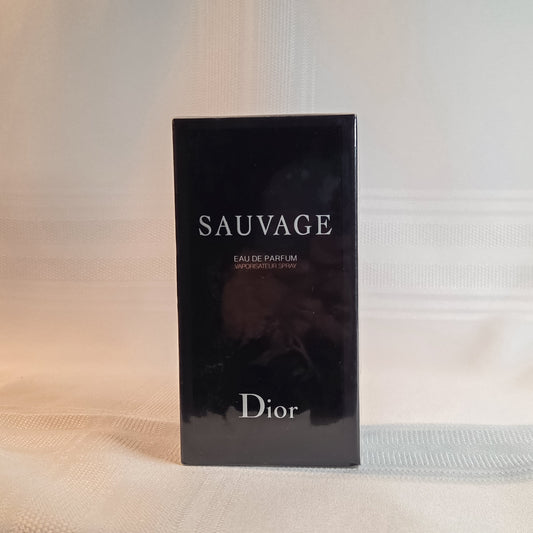 SAUVAGE
EAU DE PARFUM
VAPORISATEUR SPRAY
Dior